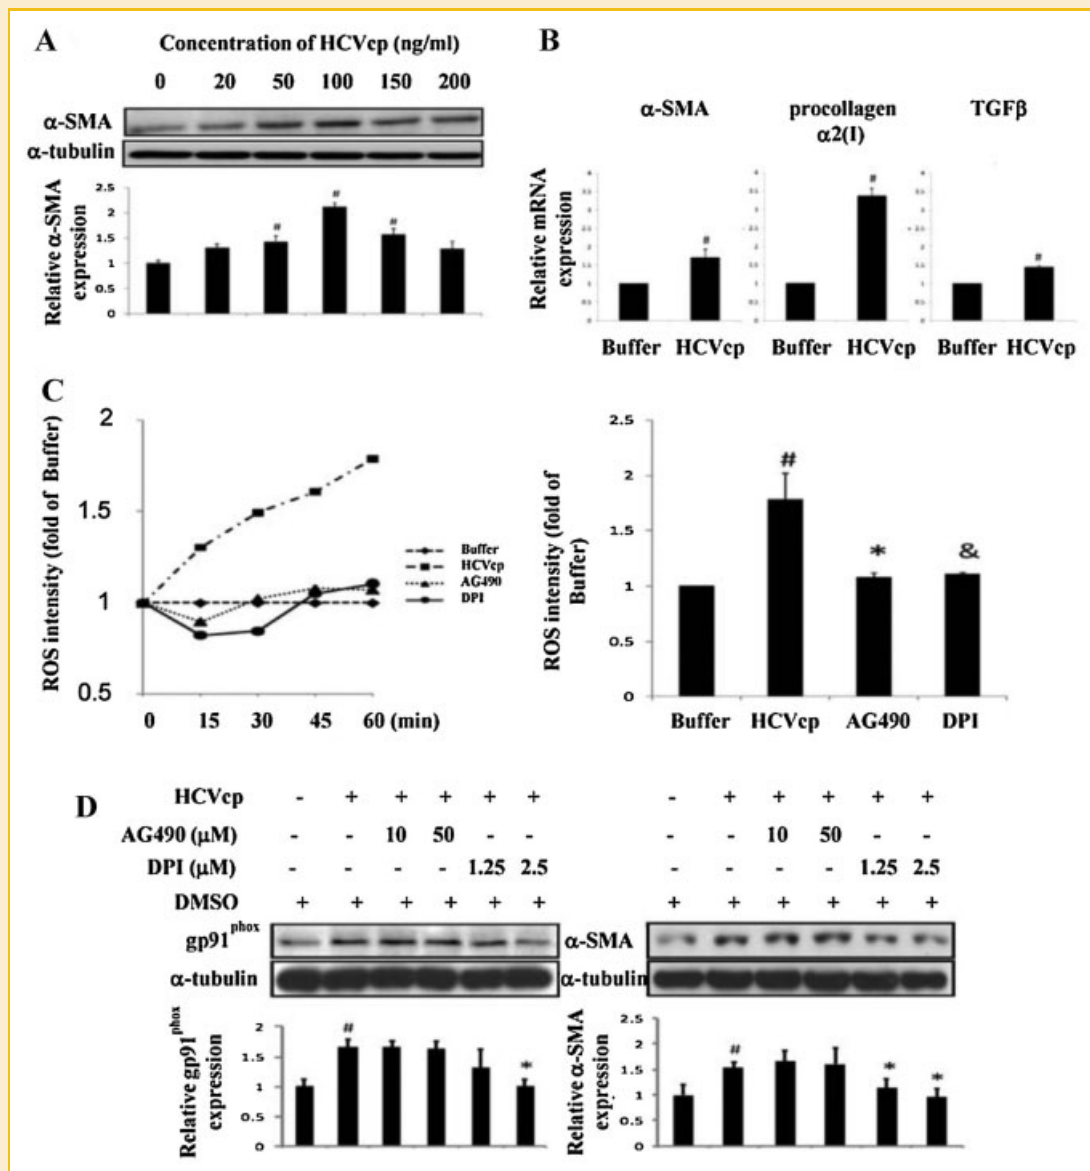 A
Concentration of HCVcp (ng/ml)
0 20 50 100 150 200
α-SMA
α-tubulin
Relative α-SMA
expression
2.5
2
1.5
1
0.5
0
# # #
B
α-SMA
procollagen
α2(I)
TGFβ
Relative mRNA
expression
# # #
Buffer HCVcp Buffer HCVcp Buffer HCVcp
C
ROS intensity (fold of Buffer)
2
1.5
1
0.5
0 15 30 45 60 (min)
Buffer
HCVcp
AG490
DPI
ROS intensity (fold of
Buffer)
2.5
2
1.5
1
0.5
0
# * &
Buffer HCVcp AG490 DPI
D
HCVcp - + + + + +
AG490 (μM) - - 10 50 - -
DPI (μM) - - - - 1.25 2.5
DMSO + + + + + +
gp91phox
α-tubulin
Relative gp91phox
expression
2
1.5
1
0.5
0
# *
- + + + + +
- - 10 50 - -
- - - - 1.25 2.5
+ + + + + +
α-SMA
α-tubulin
Relative α-SMA
expression
2.5
2
1.5
1
0.5
0
# * *